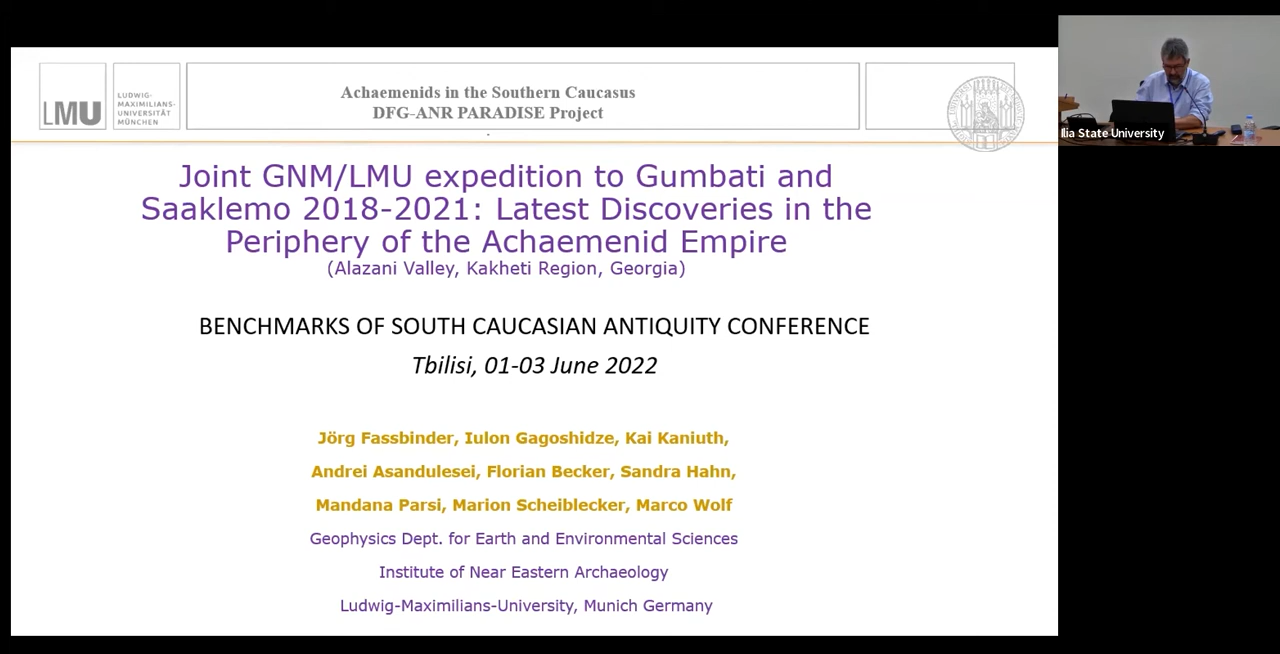 LMU
LUDWIG-
MAXIMILIANS-
UNIVERSITÄT
MÜNCHEN
Achaemenids in the Southern Caucasus
DFG-ANR PARADISE Project
Ilia State University
Joint GNM/LMU expedition to Gumbati and
Saaklemo 2018-2021: Latest Discoveries in the
Periphery of the Achaemenid Empire
(Alazani Valley, Kakheti Region, Georgia)
BENCHMARKS OF SOUTH CAUCASIAN ANTIQUITY CONFERENCE
Tbilisi, 01-03 June 2022
Jörg Fassbinder, Iulon Gagoshidze, Kai Kaniuth,
Andrei Asandulesei, Florian Becker, Sandra Hahn,
Mandana Parsi, Marion Scheiblecker, Marco Wolf
Geophysics Dept. for Earth and Environmental Sciences
Institute of Near Eastern Archaeology
Ludwig-Maximilians-University, Munich Germany